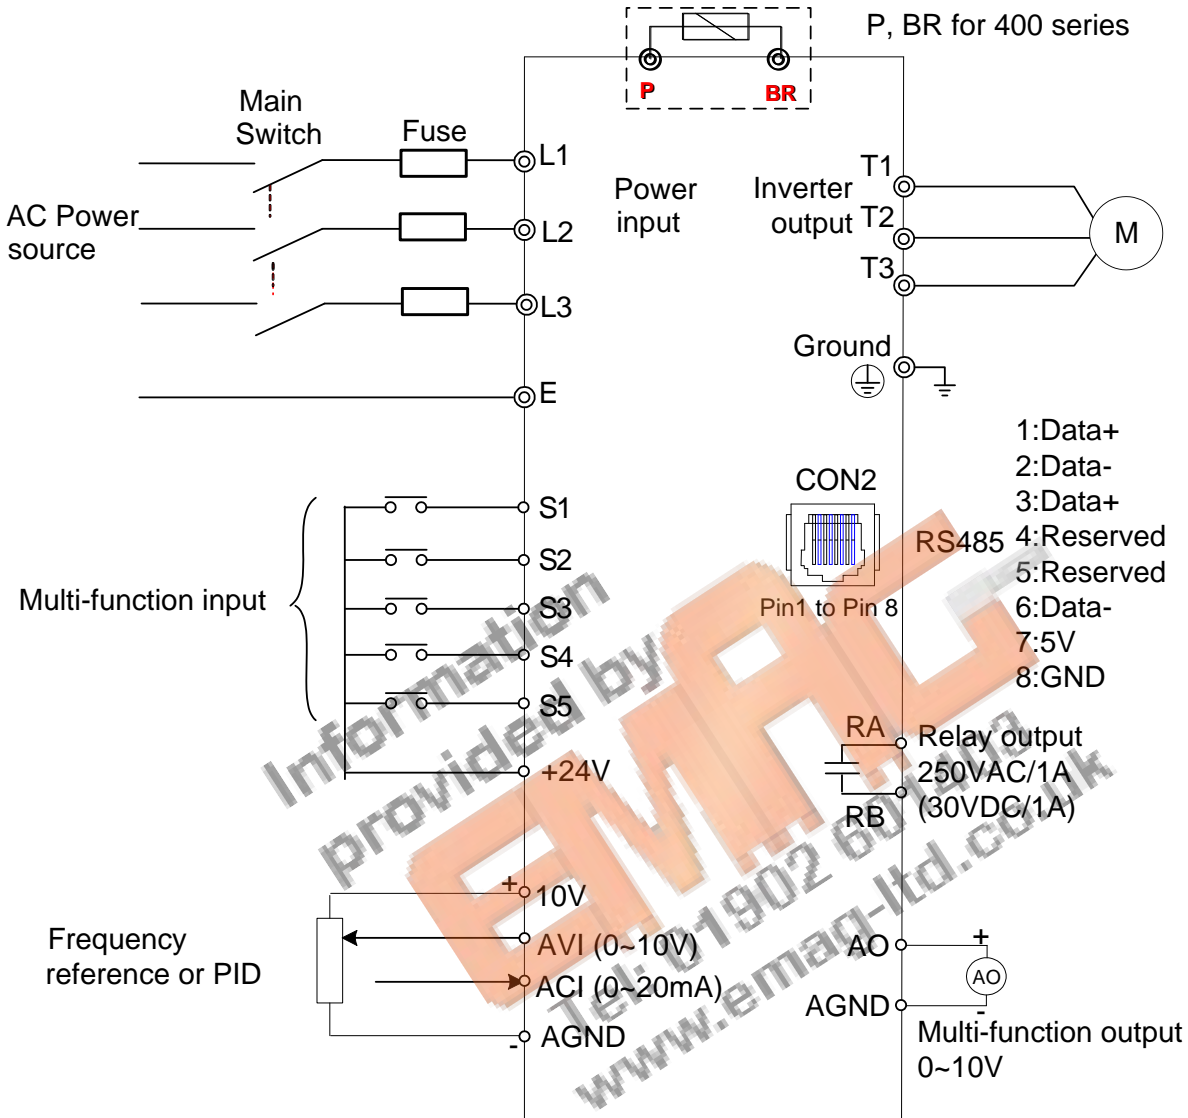 P, BR for 400 series
P
BR
Main
Switch
Fuse
L1
AC Power
source
L2
L3
E
Power
input
Inverter
output
T1
T2
T3
M
Ground
CON2
RS485
Pin1 to Pin 8
1:Data+
2:Data-
3:Data+
4:Reserved
5:Reserved
6:Data-
7:5V
8:GND
Multi-function input
S1
S2
S3
S4
S5
+24V
RA
RB
Relay output
250VAC/1A
(30VDC/1A)
Frequency
reference or PID
+
10V
AVI (0~10V)
ACI (0~20mA)
-
AGND
AO
AGND
+
AO
-
Multi-function output
0~10V
Information
provided by
EMAC
Tel: 01902 601403
www.emaq-ltd.co.uk